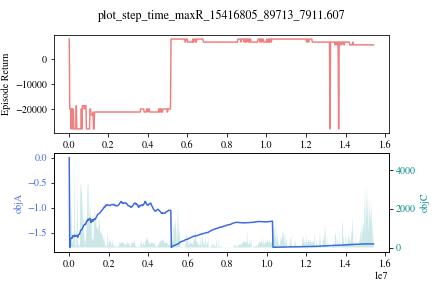 plot_step_time_maxR_15416805_89713_7911.607
Episode Return
0
−10000
−20000
0.0 0.2 0.4 0.6 0.8 1.0 1.2 1.4 1.6
objA
0.0
−0.5
−1.0
−1.5
4000
2000
0
objC
0.0 0.2 0.4 0.6 0.8 1.0 1.2 1.4 1.6
1e7